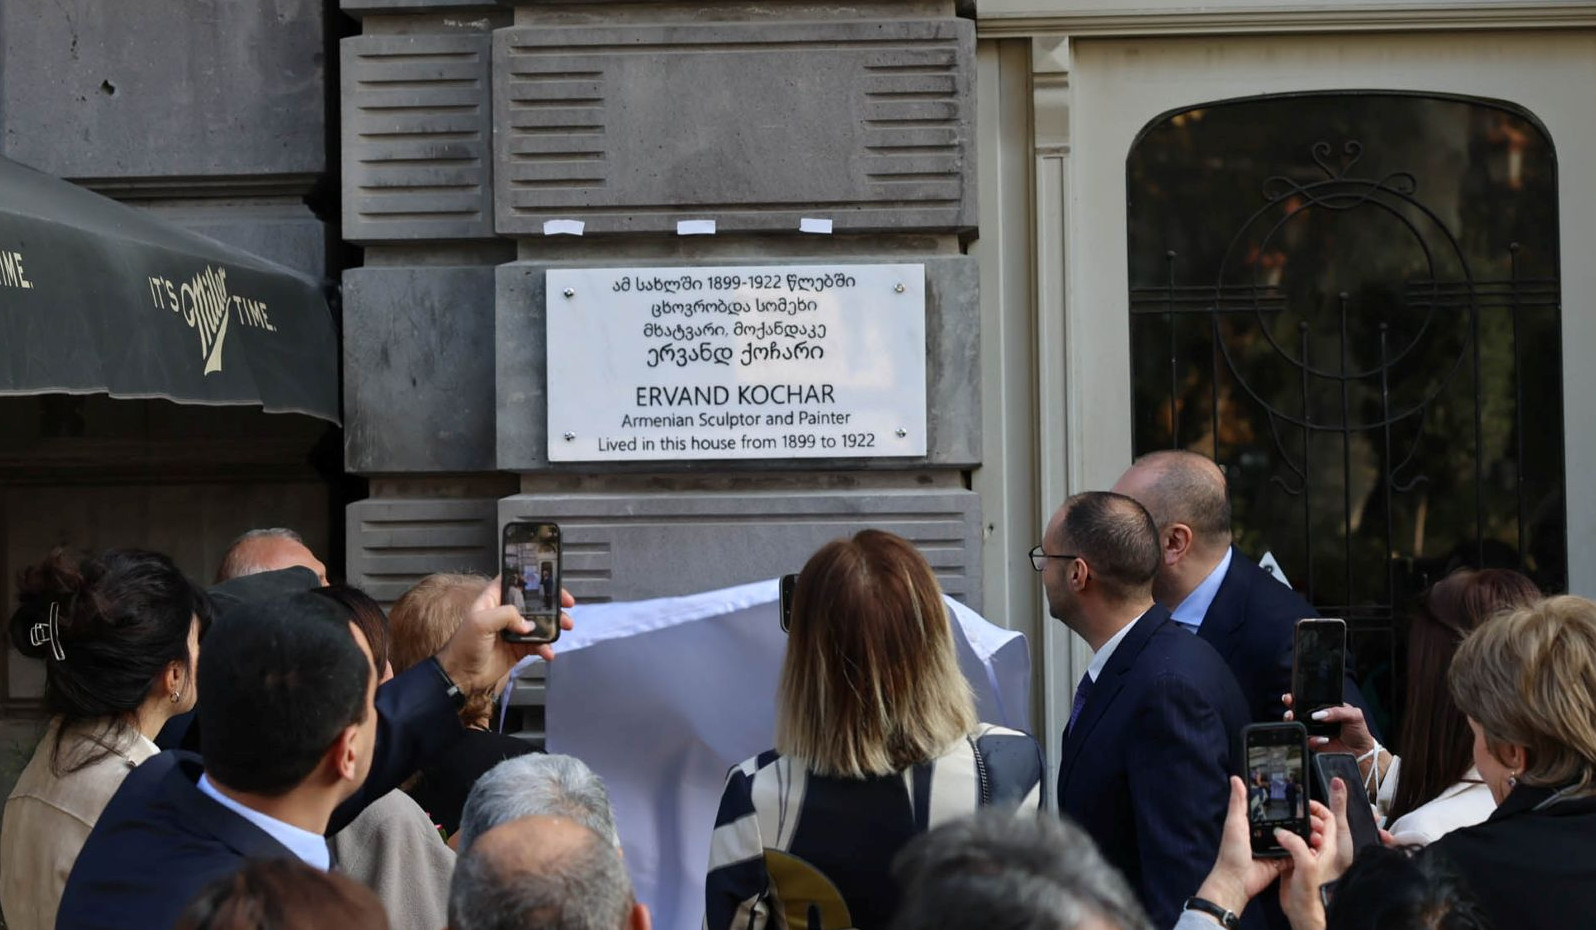 IME.
IT'S Miller TIME.
ამ სახლში 1899-1922 წლებში
ცხოვრობდა სომეხი
მხატვარი, მოქანდაკე
ერვანდ ქოჩარი
ERVAND KOCHAR
Armenian Sculptor and Painter
Lived in this house from 1899 to 1922